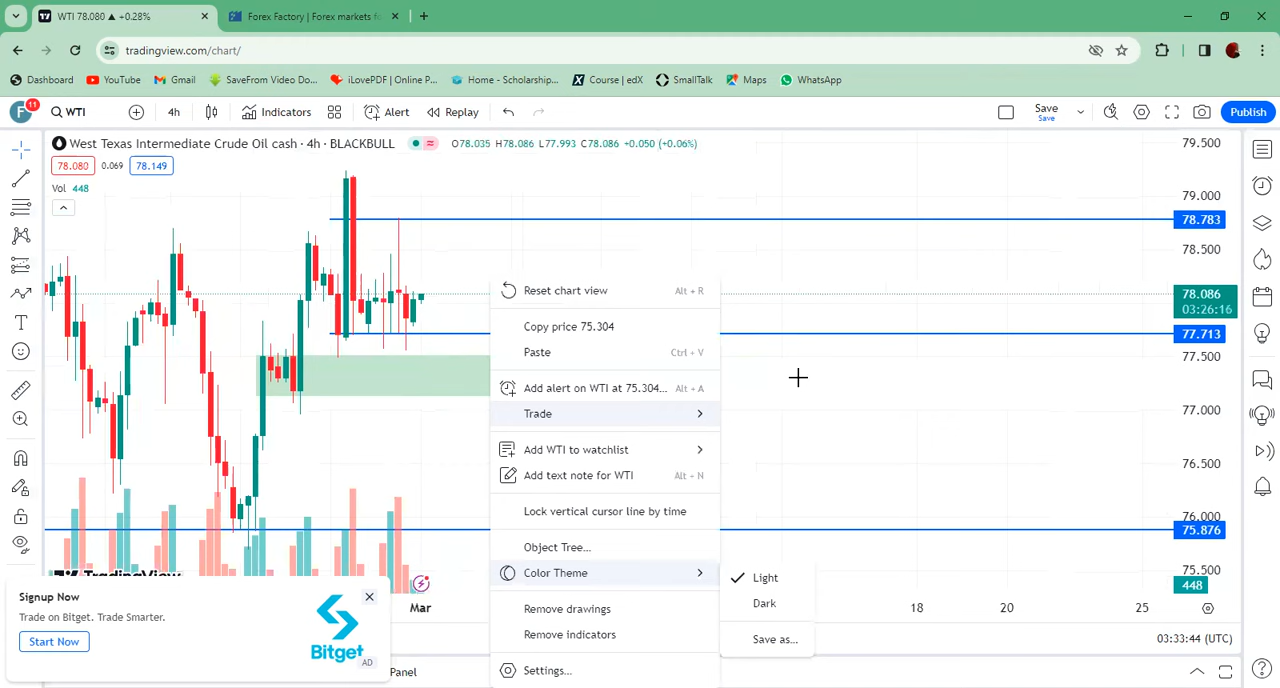 WTI 78.080 ▲ +0.28%
Forex Factory | Forex markets fo
tradingview.com/chart/
Dashboard
YouTube
Gmail
SaveFrom Video Do...
iLovePDF | Online P...
Home - Scholarship...
Course | edX
SmallTalk
Maps
WhatsApp
F
11
WTI
4h
Indicators
Alert
Replay
Save
Save
Publish
West Texas Intermediate Crude Oil cash · 4h · BLACKBULL
O78.035 H78.086 L77.993 C78.086 +0.050 (+0.06%)
78.080
0.069
78.149
Vol 448
79.500
79.000
78.783
78.500
78.086
03:26:16
77.713
77.500
77.000
76.500
76.000
75.876
75.500
448
Reset chart view Alt + R
Copy price 75.304
Paste Ctrl + V
Add alert on WTI at 75.304... Alt + A
Trade
Add WTI to watchlist
Add text note for WTI Alt + N
Lock vertical cursor line by time
Object Tree...
Color Theme
Remove drawings
Remove indicators
Settings...
Light
Dark
Save as...
TradingView
Mar
18
20
25
03:33:44 (UTC)
Signup Now
Trade on Bitget. Trade Smarter.
Start Now
Bitget
AD
Panel